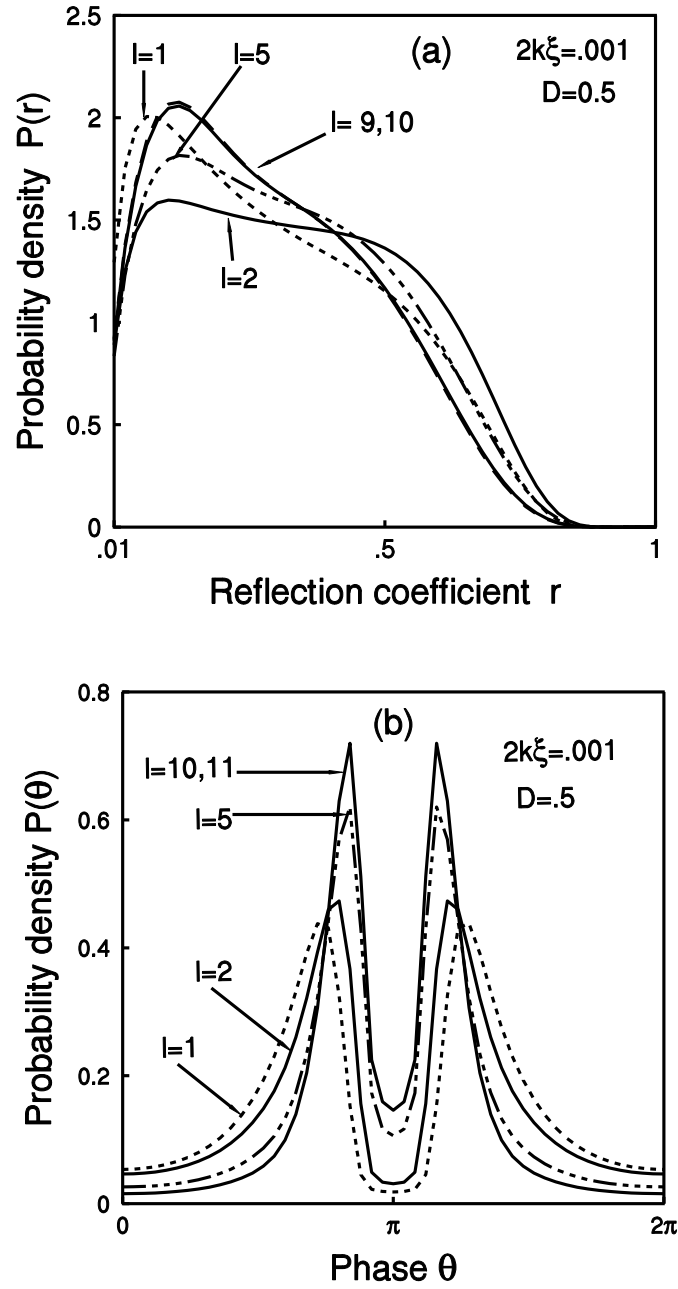 2.5
l=1
l=5
(a)
2kξ=.001
D=0.5
2
l= 9,10
1.5
l=2
1
0.5
0
.01
.5
1
Probability density P(r)
Reflection coefficient r
0.8
(b)
2kξ=.001
l=10,11
D=.5
0.6
l=5
0.4
l=2
l=1
0.2
0
0
π
2π
Probability density P(θ)
Phase θ